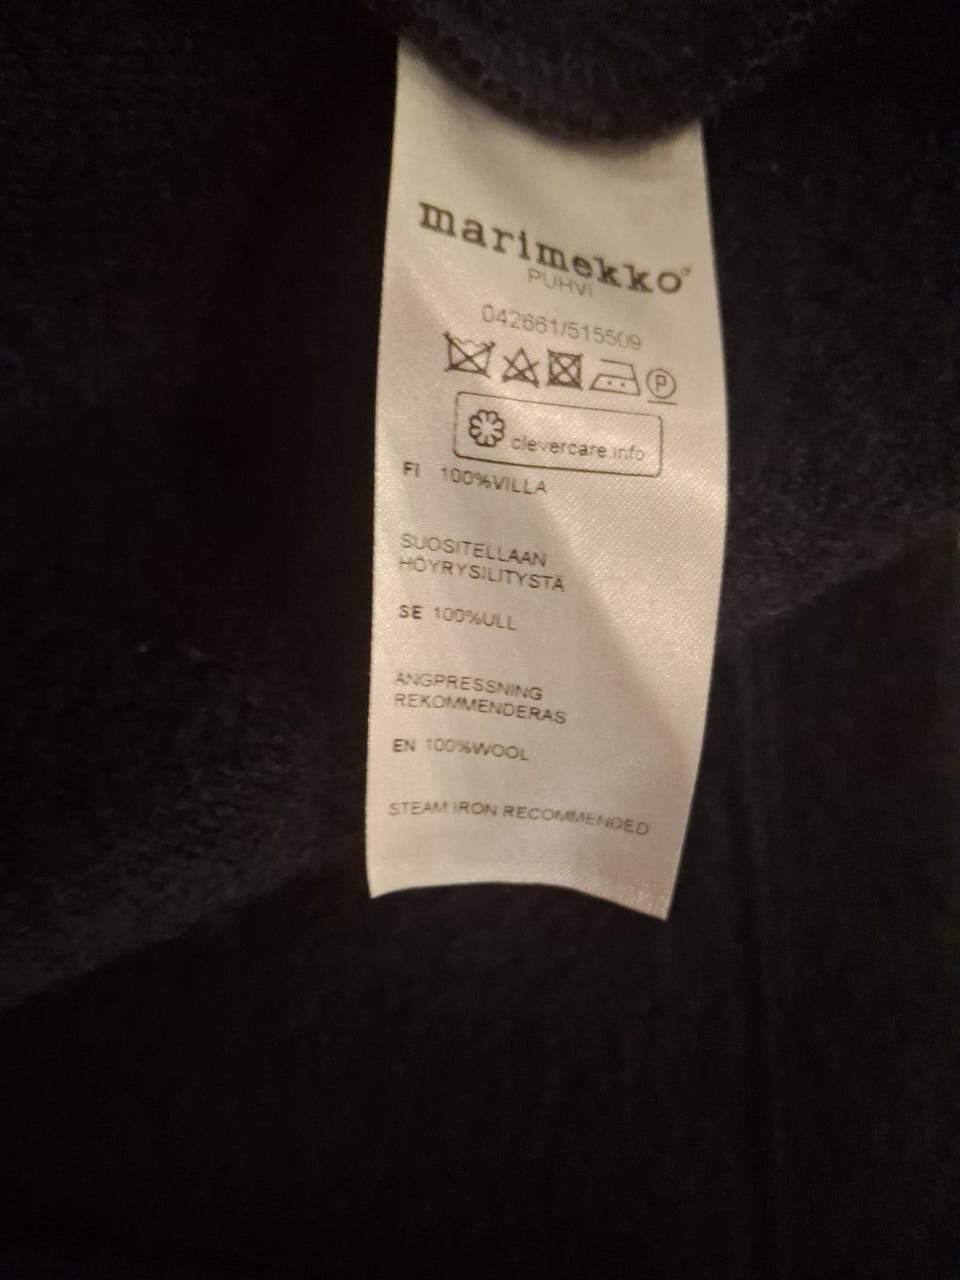 marimekko®
PUHVI
042661/515509
P
clevercare.info
FI 100%VILLA
SUOSITELLAAN
HÖYRYSILITYSTÄ
SE 100%ULL
ÅNGPRESSNING
REKOMMENDERAS
EN 100%WOOL
STEAM IRON RECOMMENDED